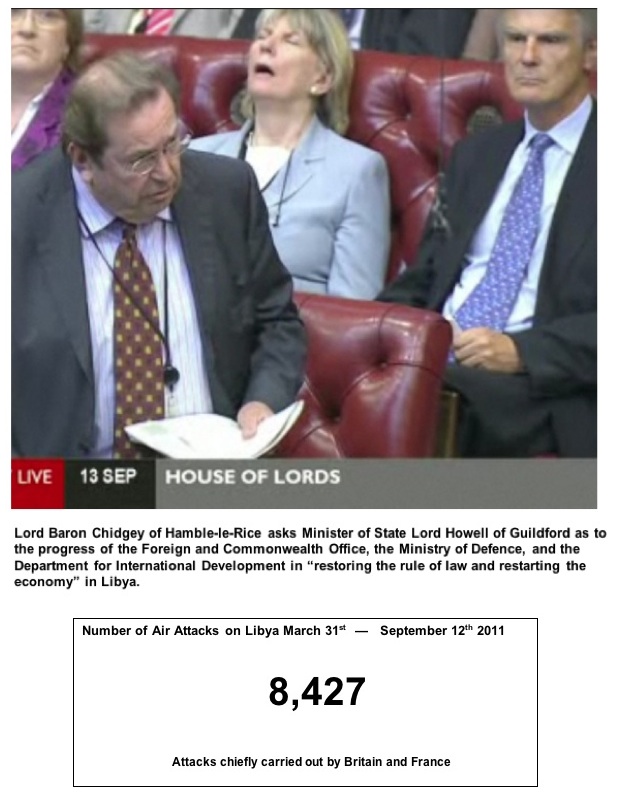 LIVE 13 SEP HOUSE OF LORDS
Lord Baron Chidgey of Hamble-le-Rice asks Minister of State Lord Howell of Guildford as to
the progress of the Foreign and Commonwealth Office, the Ministry of Defence, and the
Department for International Development in “restoring the rule of law and restarting the
economy” in Libya.
Number of Air Attacks on Libya March 31st — September 12th 2011
8,427
Attacks chiefly carried out by Britain and France